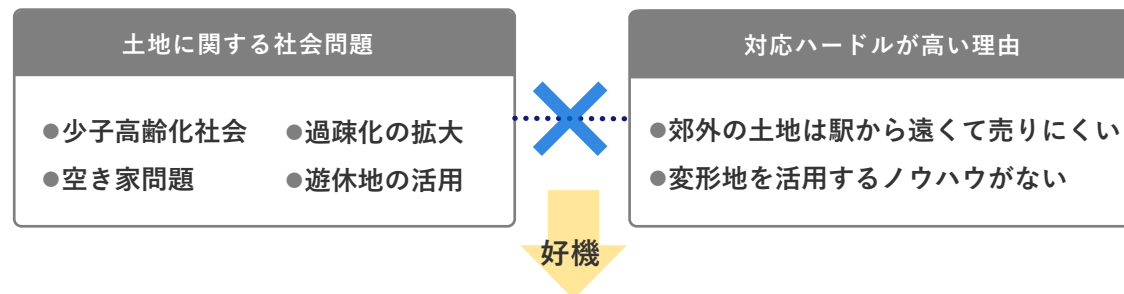 土地に関する社会問題
●少子高齢化社会 ●過疎化の拡大
●空き家問題 ●遊休地の活用
対応ハードルが高い理由
●郊外の土地は駅から遠くて売りにくい
●変形地を活用するノウハウがない
好機